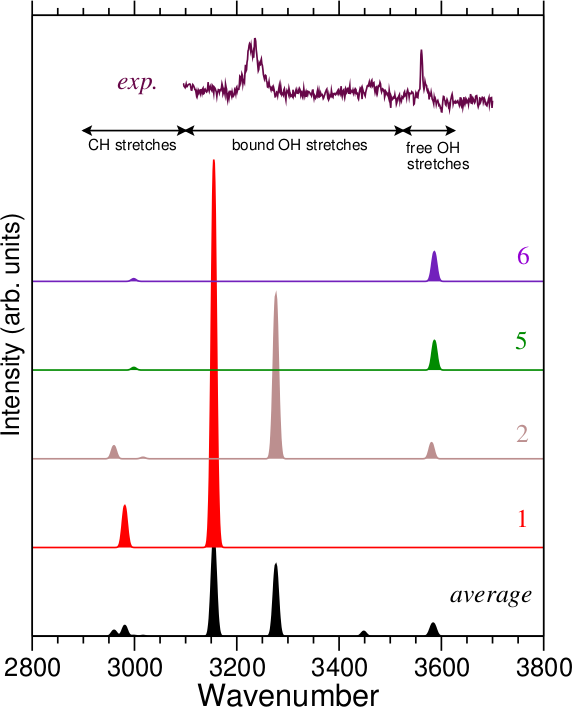 exp.
CH stretches
bound OH stretches
free OH
stretches
6
5
2
1
average
Intensity (arb. units)
2800
3000
3200
3400
3600
3800
Wavenumber